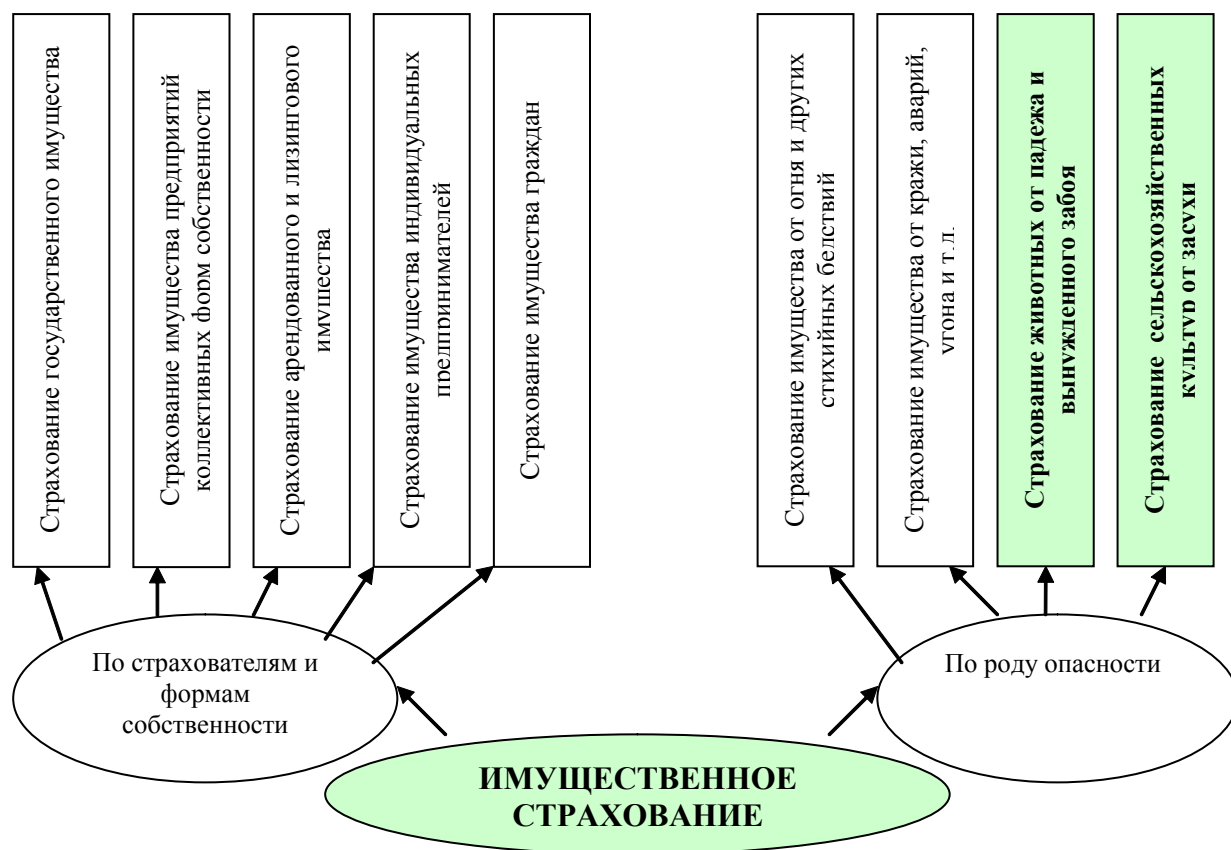 Страхование государственного имущества
Страхование имущества предприятий
коллективных форм собственности
Страхование арендованного и лизингового
имущества
Страхование имущества индивидуальных
предпринимателей
Страхование имущества граждан
Страхование имущества от огня и других
стихийных бедствий
Страхование имущества от кражи, аварий,
угона и т.д.
Страхование животных от падежа и
вынужденного забоя
Страхование сельскохозяйственных
культур от засухи
По страхователям и
формам
собственности
По роду опасности
ИМУЩЕСТВЕННОЕ
СТРАХОВАНИЕ